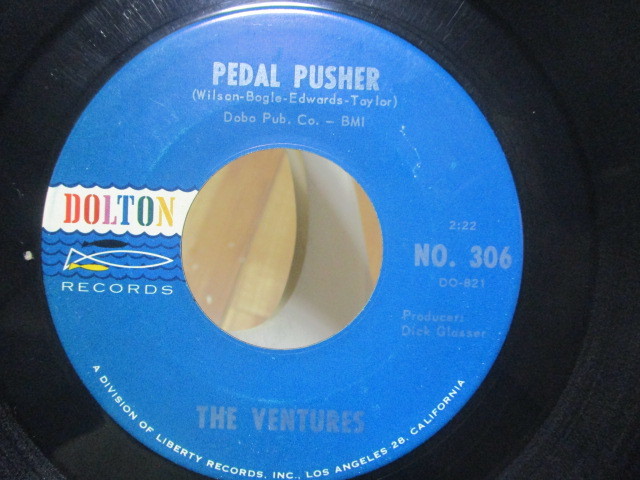 PEDAL PUSHER
(Wilson-Bogle-Edwards-Taylor)
Dobo Pub. Co. - BMI
DOLTON
RECORDS
2:22
NO. 306
DO-821
Producer:
Dick Glasser
THE VENTURES
A DIVISION OF LIBERTY RECORDS, INC., LOS ANGELES 28, CALIFORNIA